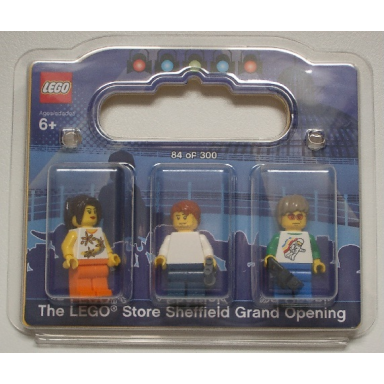 LEGO
6+
84 OF 300
The LEGO® Store Sheffield Grand Opening